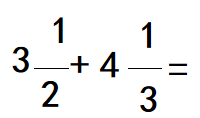 3 1/2 + 4 1/3 =